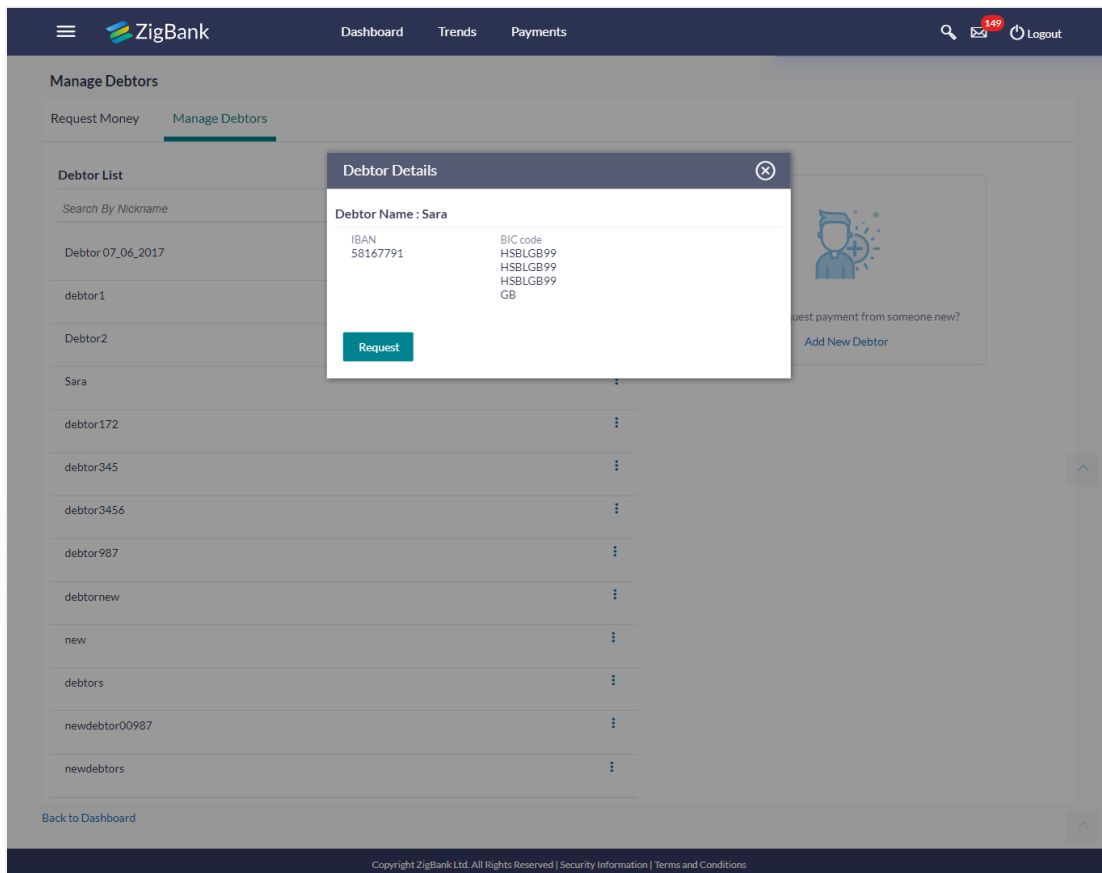 ZigBank
Dashboard Trends Payments
149
Logout
Manage Debtors
Request Money Manage Debtors
Debtor List
Search By Nickname
Debtor 07_06_2017
debtor1
Debtor2
Sara
debtor172
debtor345
debtor3456
debtor987
debtornew
new
debtors
newdebtor00987
newdebtors
Debtor Details
Debtor Name : Sara
IBAN
58167791
BIC code
HSBLGB99
HSBLGB99
HSBLGB99
GB
Request
payment from someone new?
Add New Debtor
Back to Dashboard
Copyright ZigBank Ltd. All Rights Reserved | Security Information | Terms and Conditions